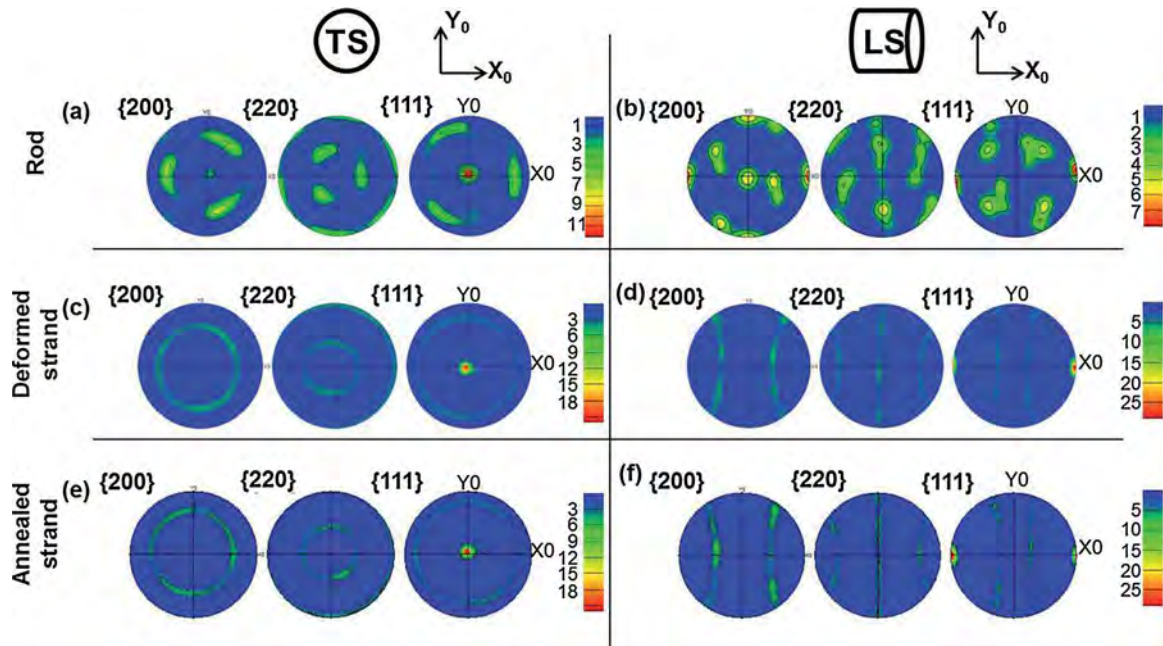 TS
Y0
X0
LS
Y0
X0
Rod
(a) {200} {220} {111} Y0
X0
1
3
5
7
9
11
(b) {200} {220} {111} Y0
X0
1
2
3
4
5
6
7
Deformed
strand
(c) {200} {220} {111} Y0
X0
3
6
9
12
15
18
(d) {200} {220} {111} Y0
X0
5
10
15
20
25
Annealed
strand
(e) {200} {220} {111} Y0
X0
3
6
9
12
15
18
(f) {200} {220} {111} Y0
X0
5
10
15
20
25